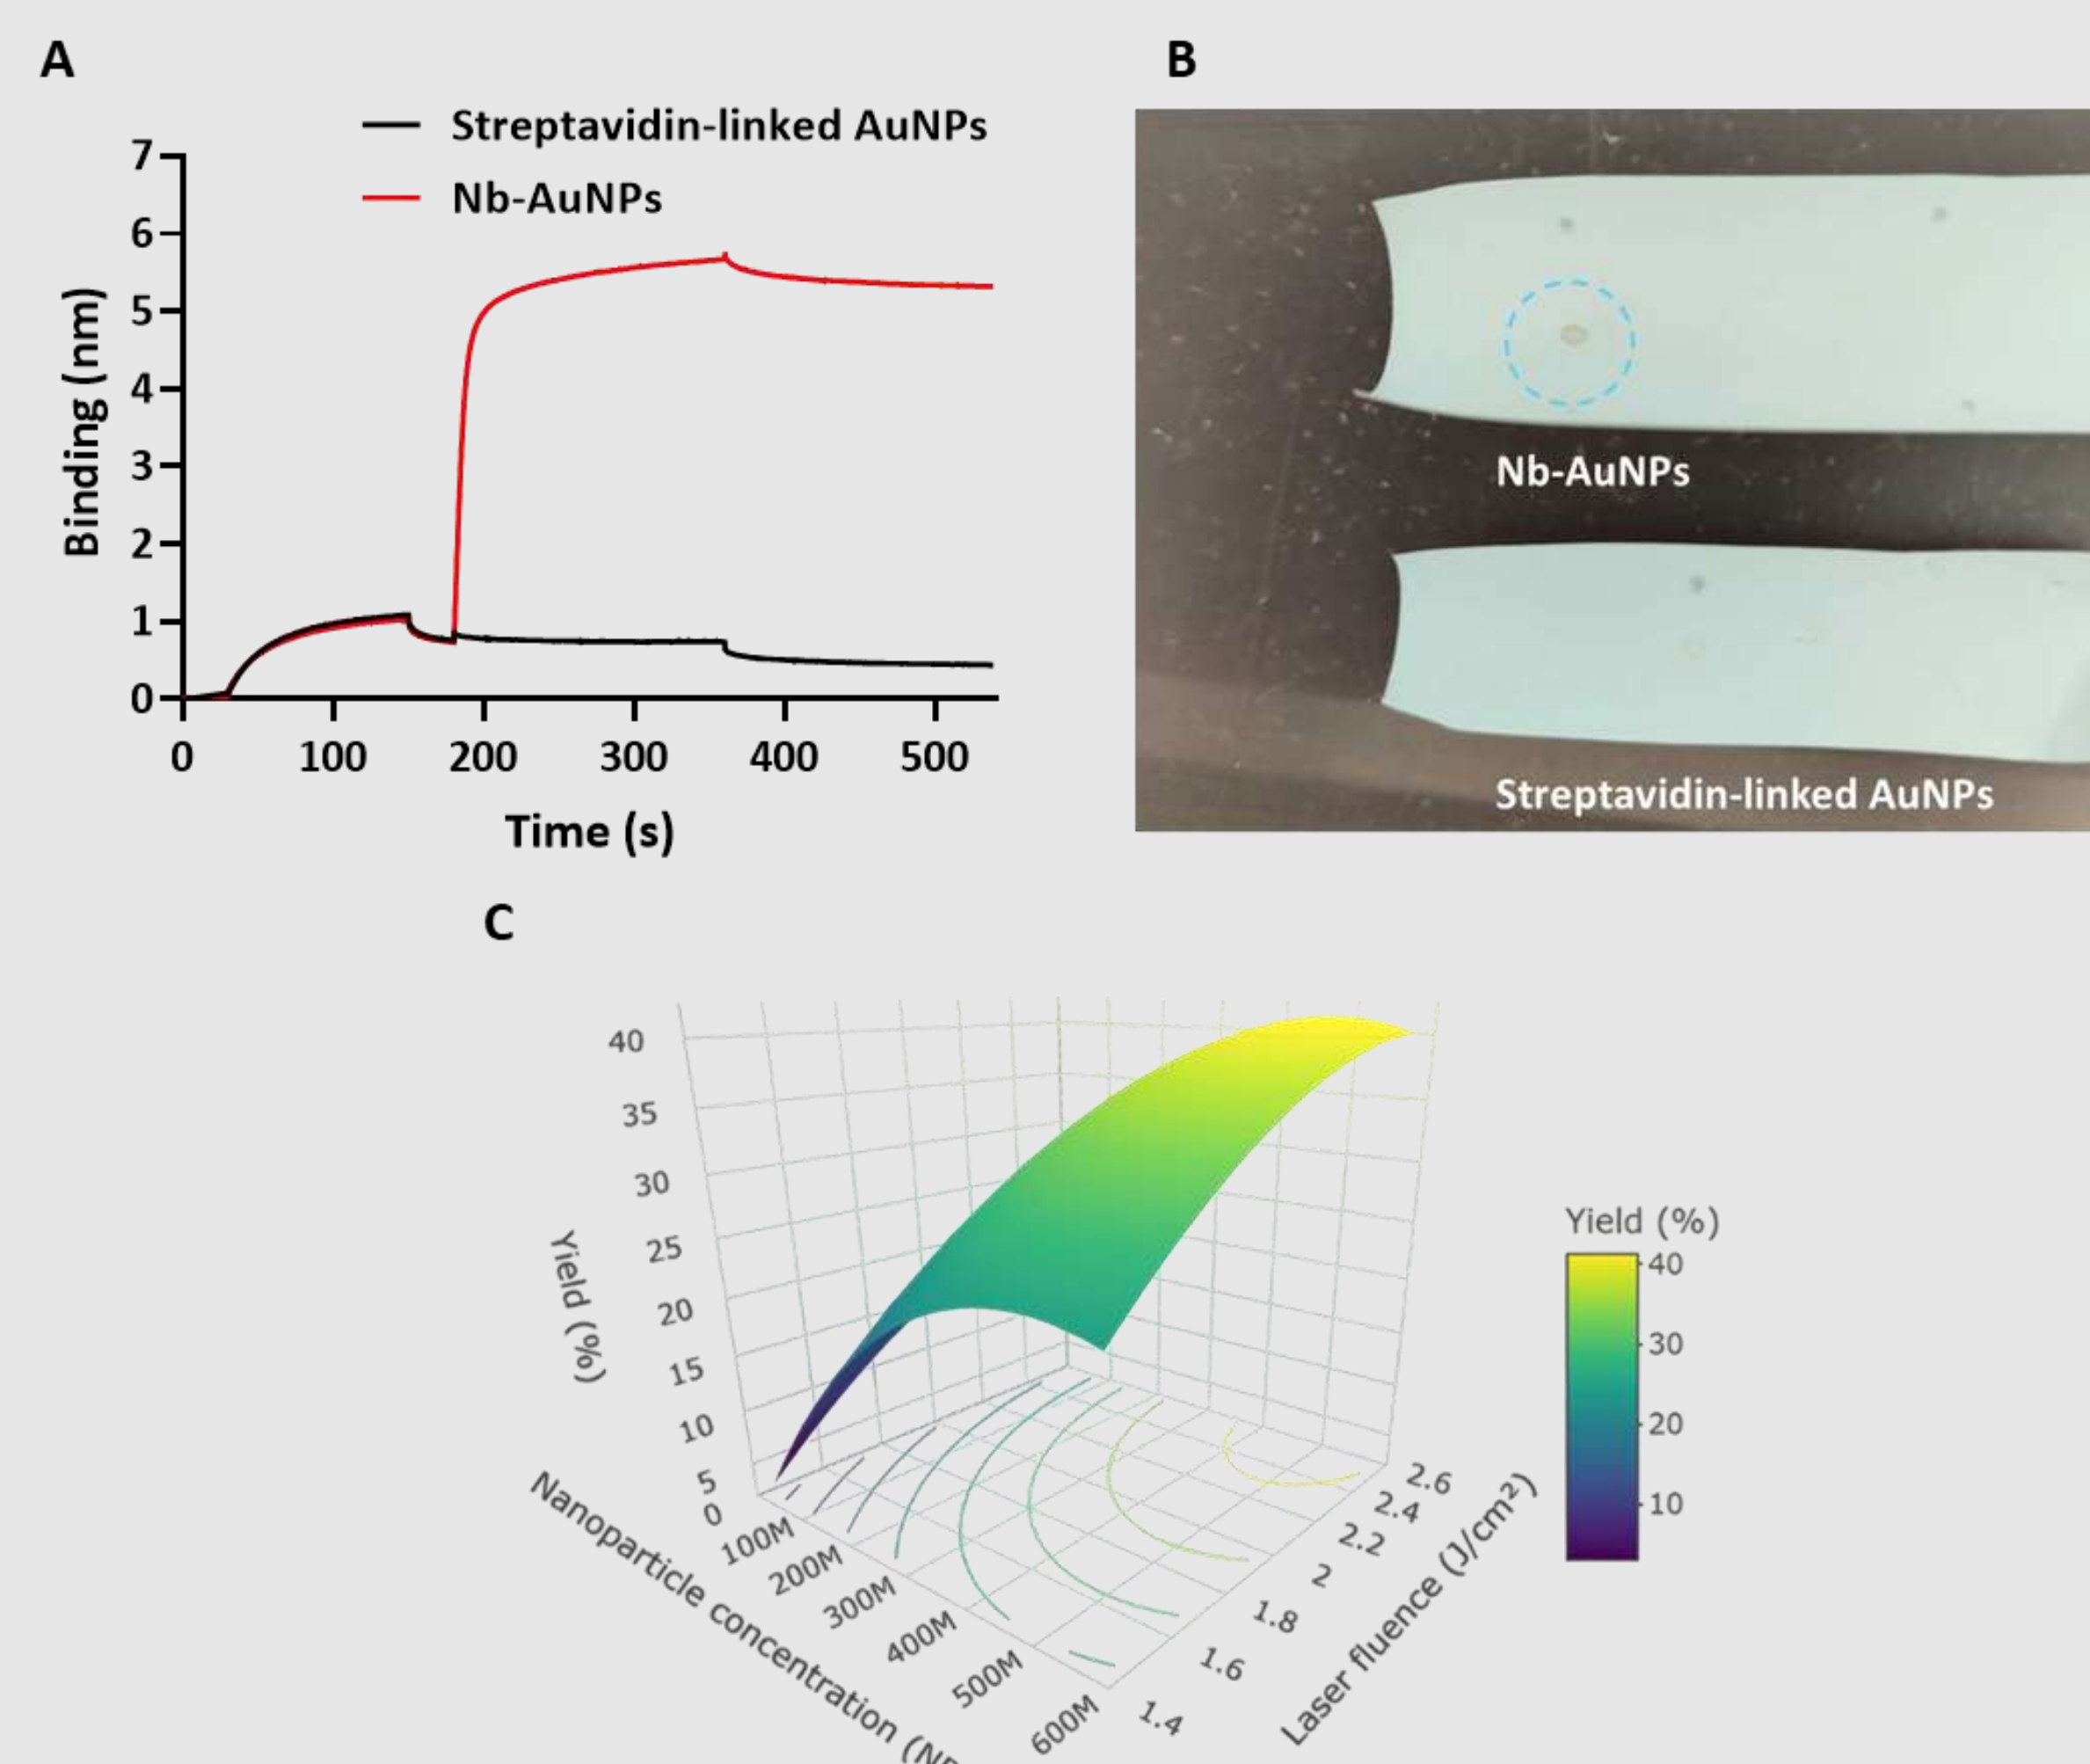 A
Streptavidin-linked AuNPs
Nb-AuNPs
7
6
5
4
3
2
1
0
Binding (nm)
0 100 200 300 400 500
Time (s)
B
Nb-AuNPs
Streptavidin-linked AuNPs
C
40
35
30
25
20
15
10
5
0
Yield (%)
100M
200M
300M
400M
500M
600M
Nanoparticle concentration
1.4
1.6
1.8
2
2.2
2.4
2.6
Laser fluence (J/cm²)
Yield (%)
40
30
20
10